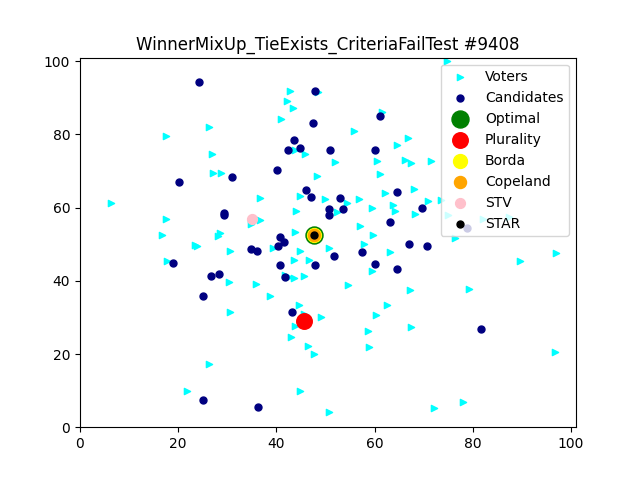 WinnerMixUp_TieExists_CriteriaFailTest #9408
100
80
60
40
20
0
0
20
40
60
80
100
Voters
Candidates
Optimal
Plurality
Borda
Copeland
STV
STAR